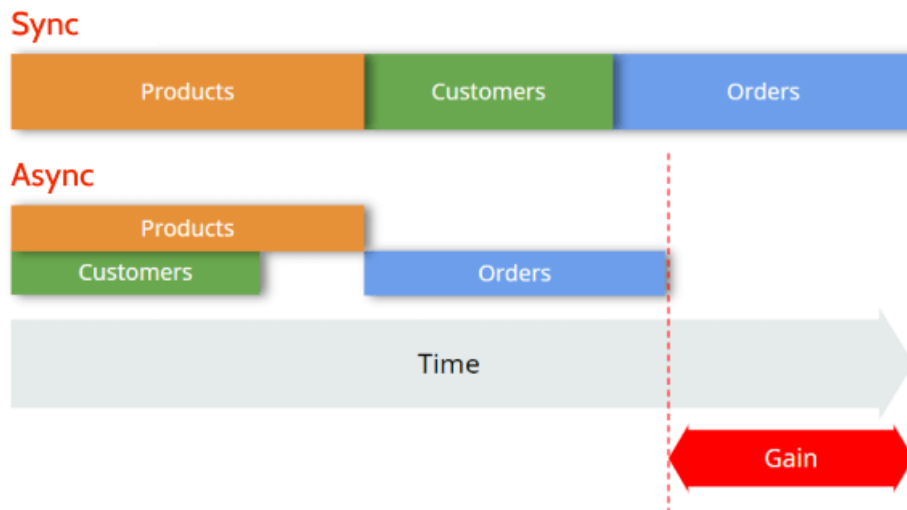 Sync
Products Customers Orders
Async
Products
Customers Orders
Time
Gain